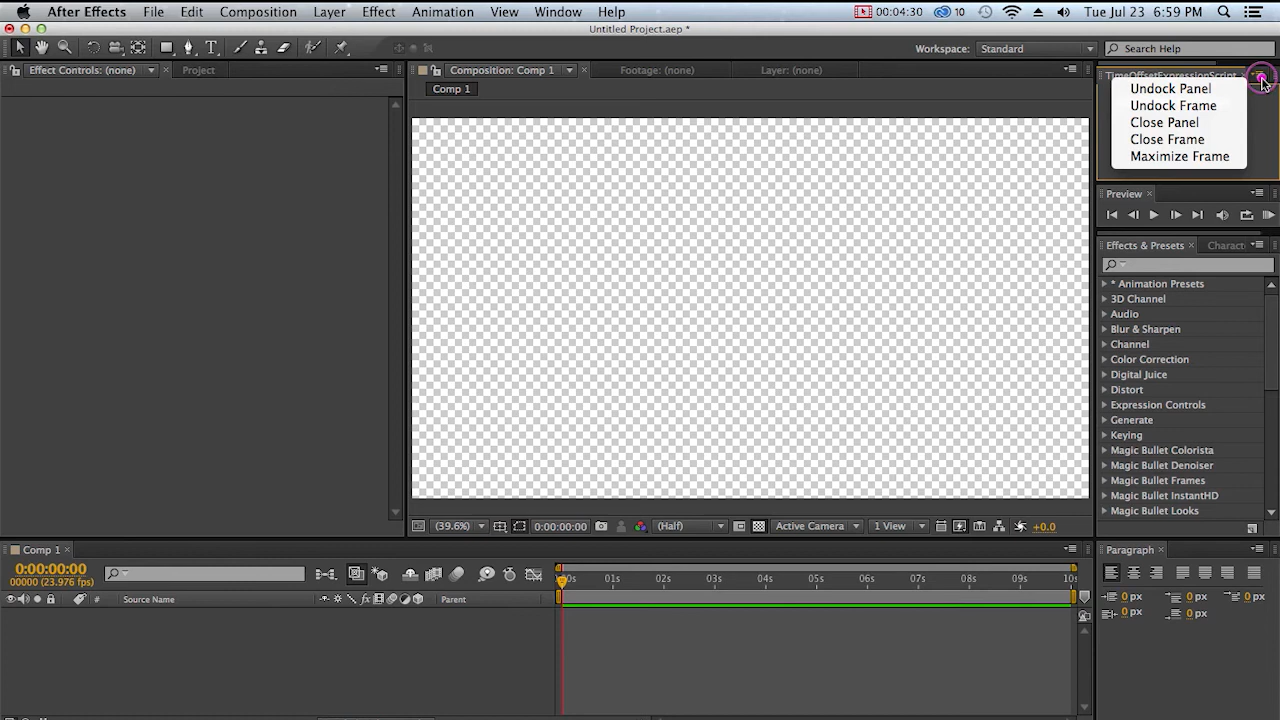 After Effects File Edit Composition Layer Effect Animation View Window Help 00:04:30 10 Tue Jul 23 6:59 PM
Untitled Project.aep *
Workspace: Standard Search Help
Effect Controls: (none) × Project Composition: Comp 1 × Footage: (none) Layer: (none) TimeOffsetExpressionScript
Comp 1
Undock Panel
Undock Frame
Close Panel
Close Frame
Maximize Frame
Preview ×
Effects & Presets × Charact
* Animation Presets
3D Channel
Audio
Blur & Sharpen
Channel
Color Correction
Digital Juice
Distort
Expression Controls
Generate
Keying
Magic Bullet Colorista
Magic Bullet Denoiser
Magic Bullet Frames
Magic Bullet InstantHD
Magic Bullet Looks
(39.6%) 0:00:00:00 (Half) Active Camera 1 View +0.0
Comp 1 × Paragraph ×
0:00:00:00
00000 (23.976 fps)
01s 02s 03s 04s 05s 06s 07s 08s 09s 10s
# Source Name fx Parent
0 px 0 px 0 px
0 px 0 px